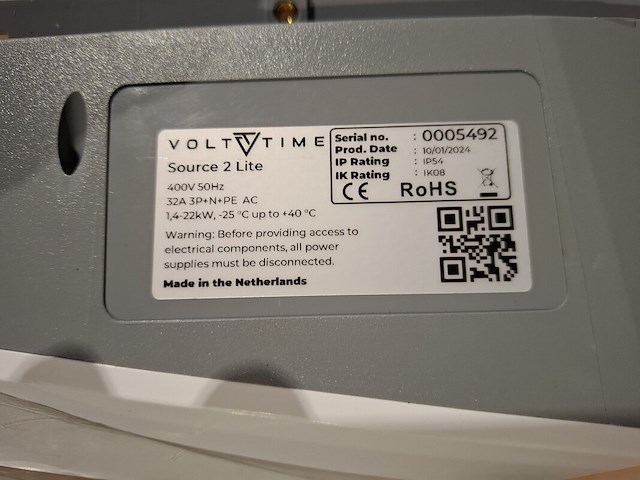 VOLT TIME
Source 2 Lite
400V 50Hz
32A 3P+N+PE AC
1,4-22kW, -25 °C up to +40 °C
Warning: Before providing access to
electrical components, all power
supplies must be disconnected.
Made in the Netherlands
Serial no. : 0005492
Prod. Date : 10/01/2024
IP Rating : IP54
IK Rating : IK08
CE RoHS